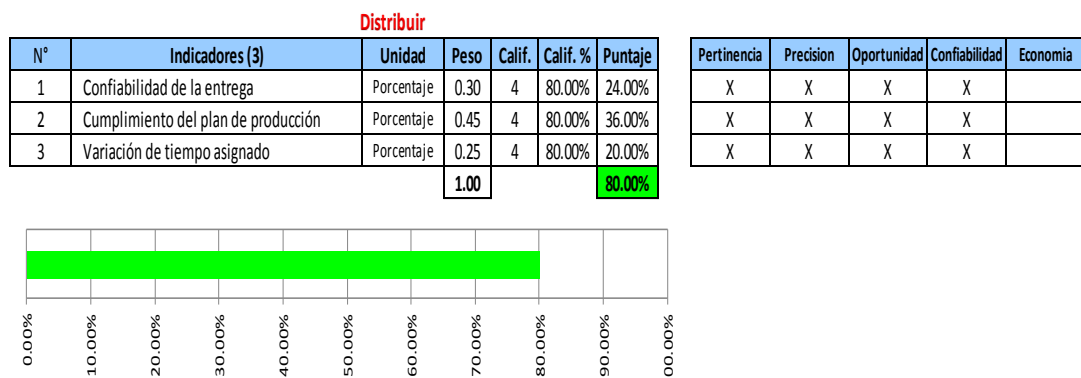 Distribuir
N° Indicadores (3) Unidad Peso Calif. Calif. % Puntaje Pertinencia Precision Oportunidad Confiabilidad Economia
1 Confiabilidad de la entrega Porcentaje 0.30 4 80.00% 24.00% X X X X
2 Cumplimiento del plan de producción Porcentaje 0.45 4 80.00% 36.00% X X X X
3 Variación de tiempo asignado Porcentaje 0.25 4 80.00% 20.00% X X X X
1.00 80.00%
0.00% 10.00% 20.00% 30.00% 40.00% 50.00% 60.00% 70.00% 80.00% 90.00% 00.00%